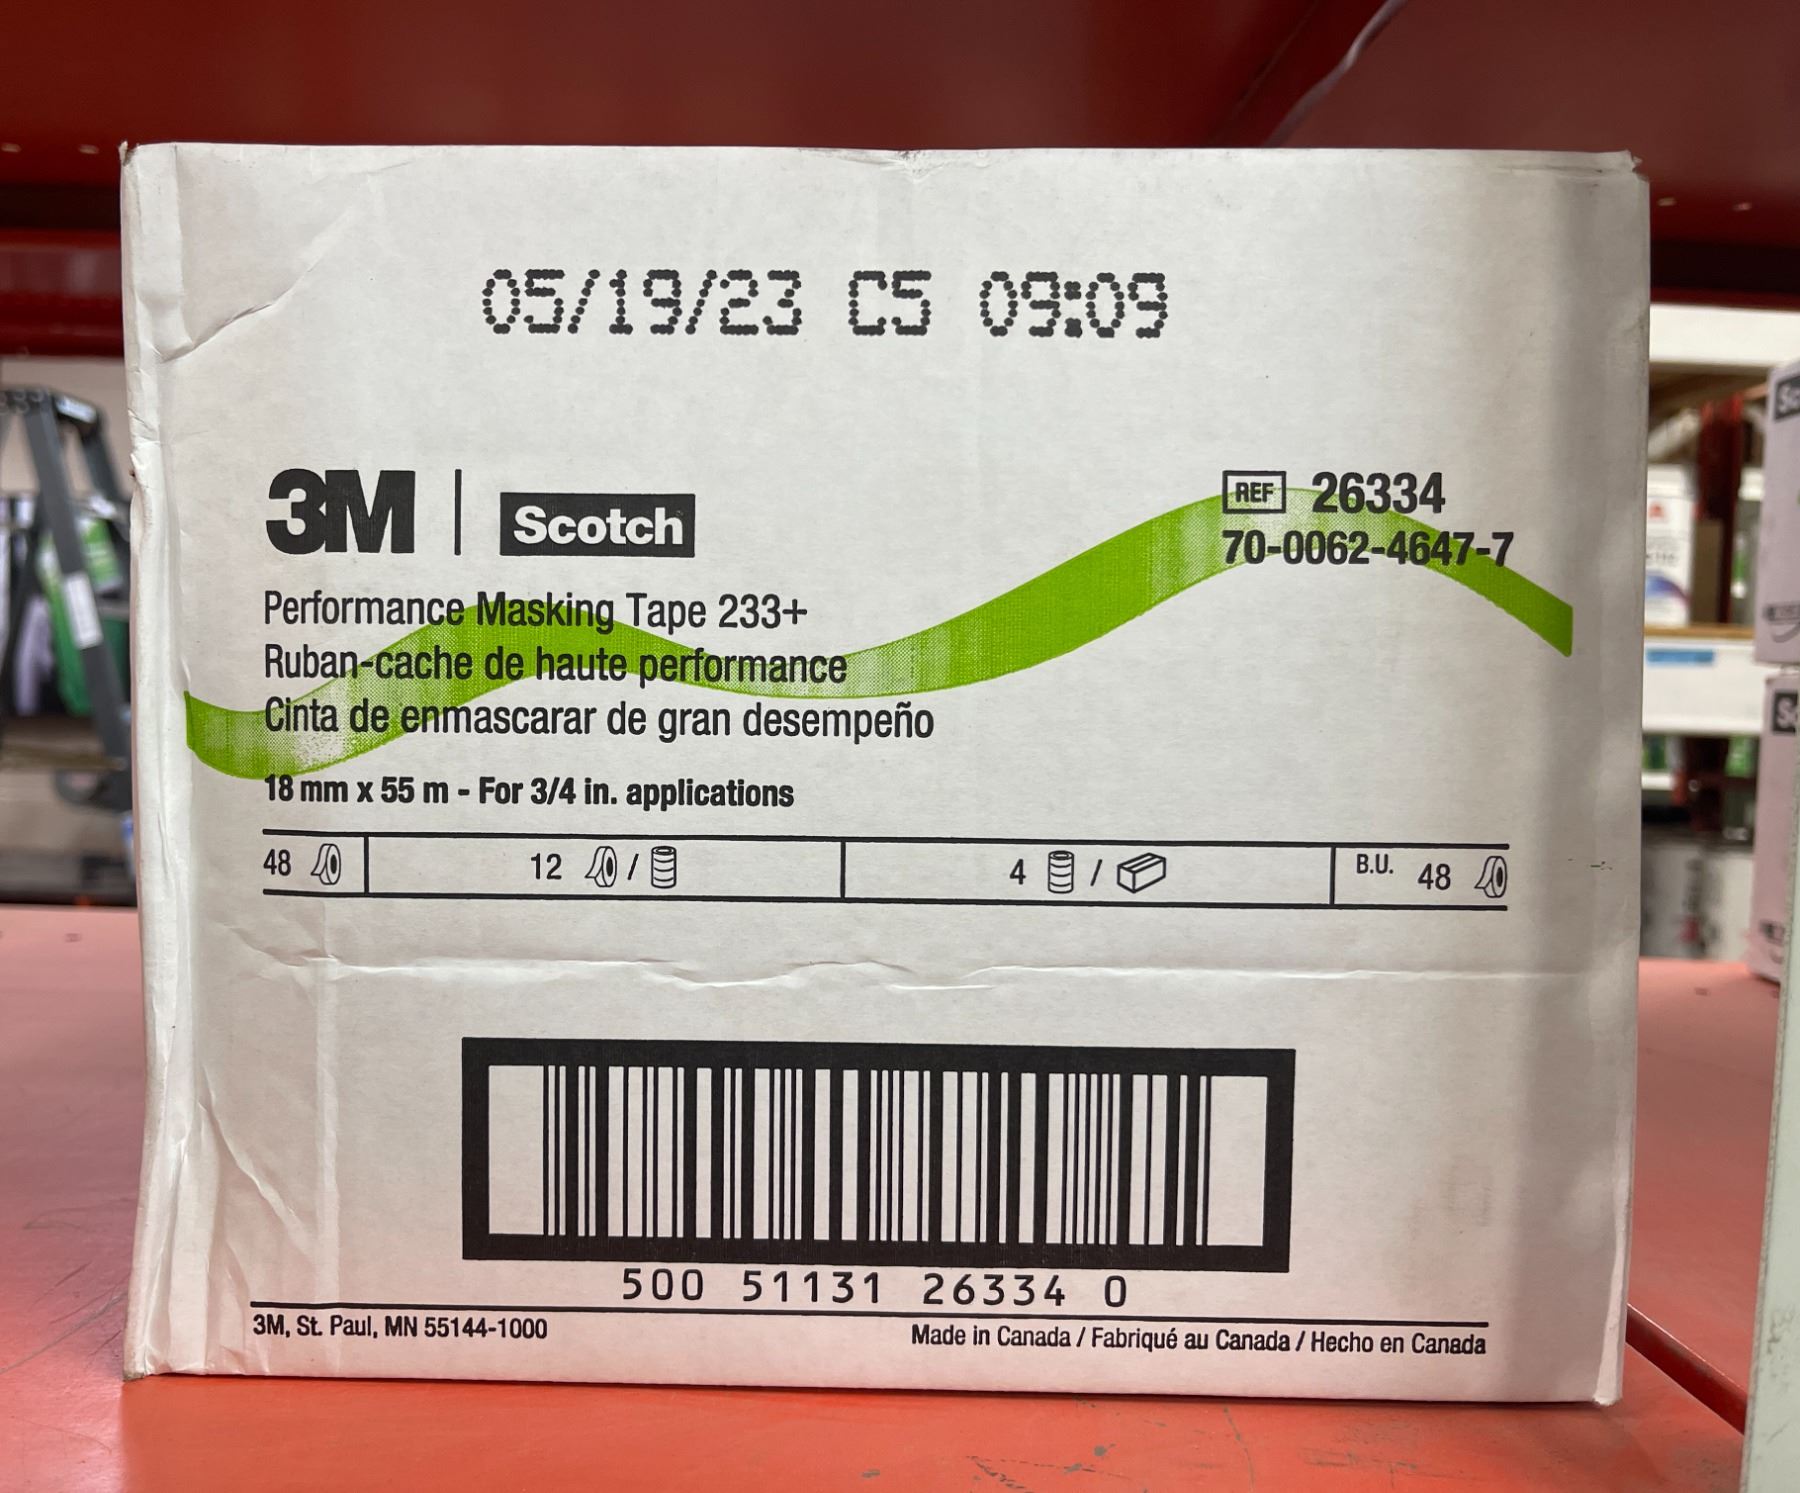 05/19/23 C5 09:09
3M | Scotch
REF 26334
70-0062-4647-7
Performance Masking Tape 233+
Ruban-cache de haute performance
Cinta de enmascarar de gran desempeño
18 mm x 55 m - For 3/4 in. applications
48 12 / 4 / B.U. 48
500 51131 26334 0
3M, St. Paul, MN 55144-1000
Made in Canada / Fabriqué au Canada / Hecho en Canada